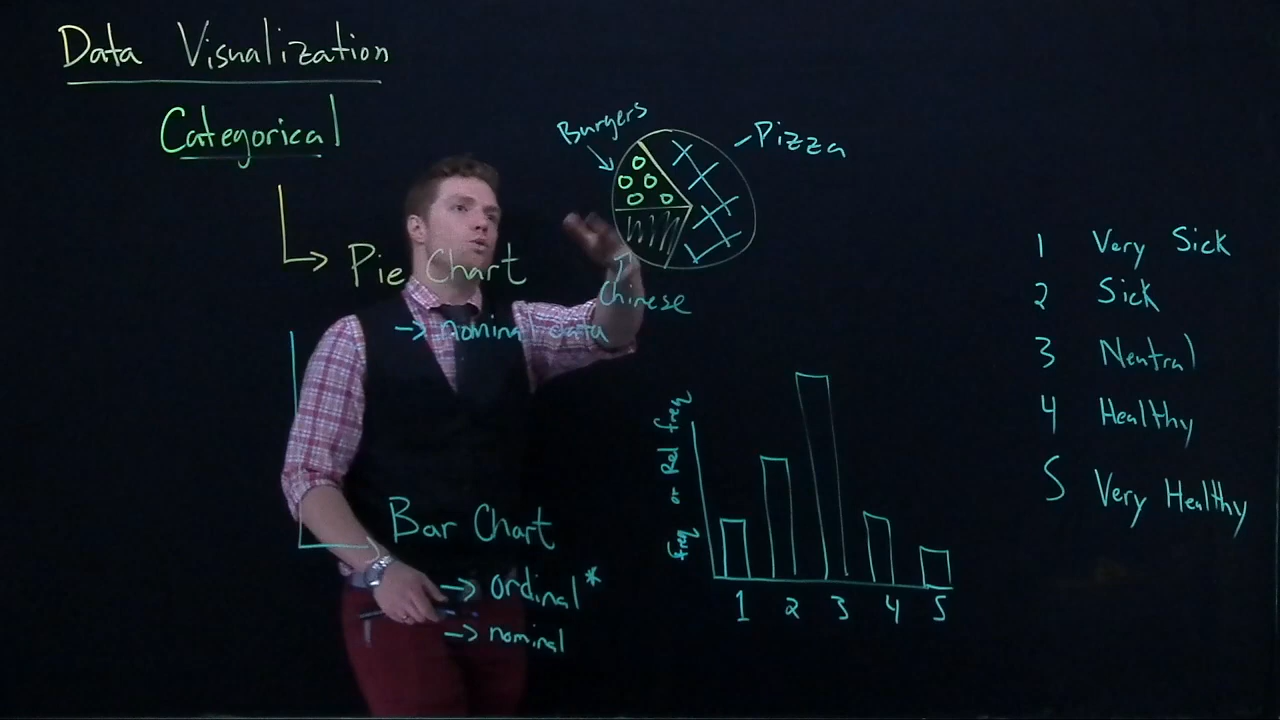 Data Visualization
Categorical
Pie Chart
→ nominal data
Burgers
Pizza
Chinese
Bar Chart
→ ordinal*
→ nominal
freq or Rel freq
1 2 3 4 5
1 Very Sick
2 Sick
3 Neutral
4 Healthy
5 Very Healthy